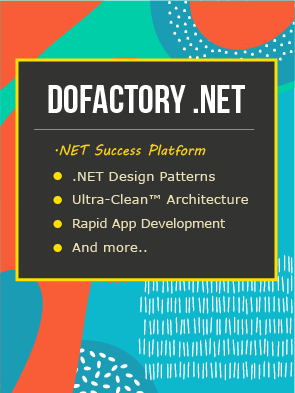 DOFACTORY .NET
.NET Success Platform
.NET Design Patterns
Ultra-Clean™ Architecture
Rapid App Development
And more..